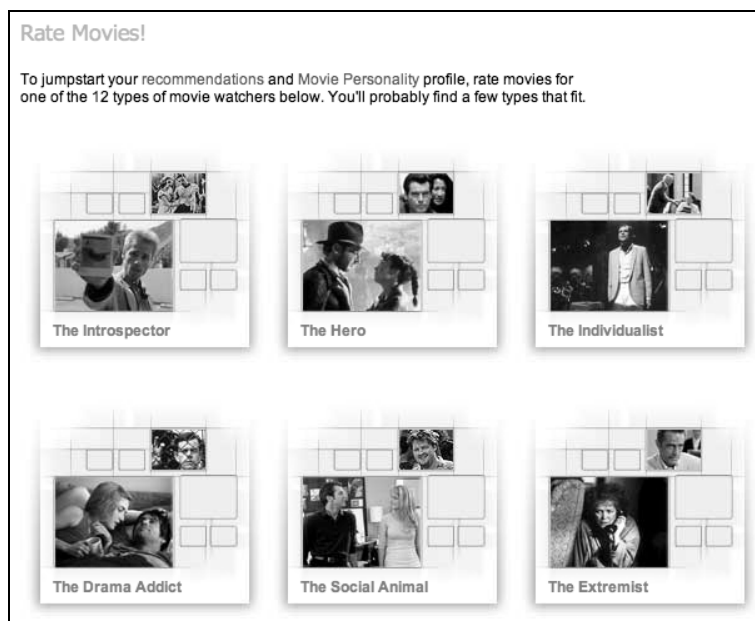 Rate Movies!
To jumpstart your recommendations and Movie Personality profile, rate movies for
one of the 12 types of movie watchers below. You'll probably find a few types that fit.
The Introspector
The Hero
The Individualist
The Drama Addict
The Social Animal
The Extremist